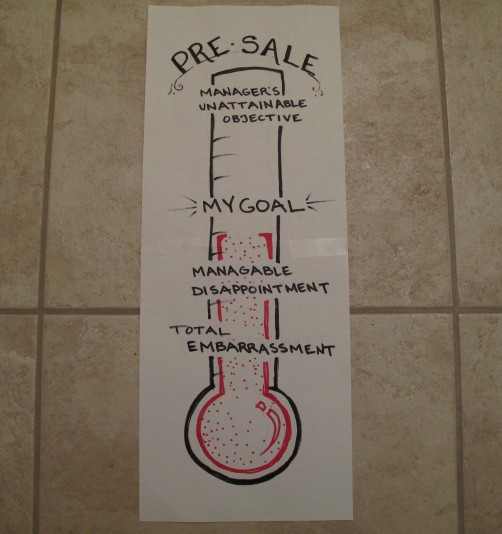 PRE-SALE
MANAGER'S
UNATTAINABLE
OBJECTIVE
MY GOAL
MANAGABLE
DISAPPOINTMENT
TOTAL
EMBARRASSMENT